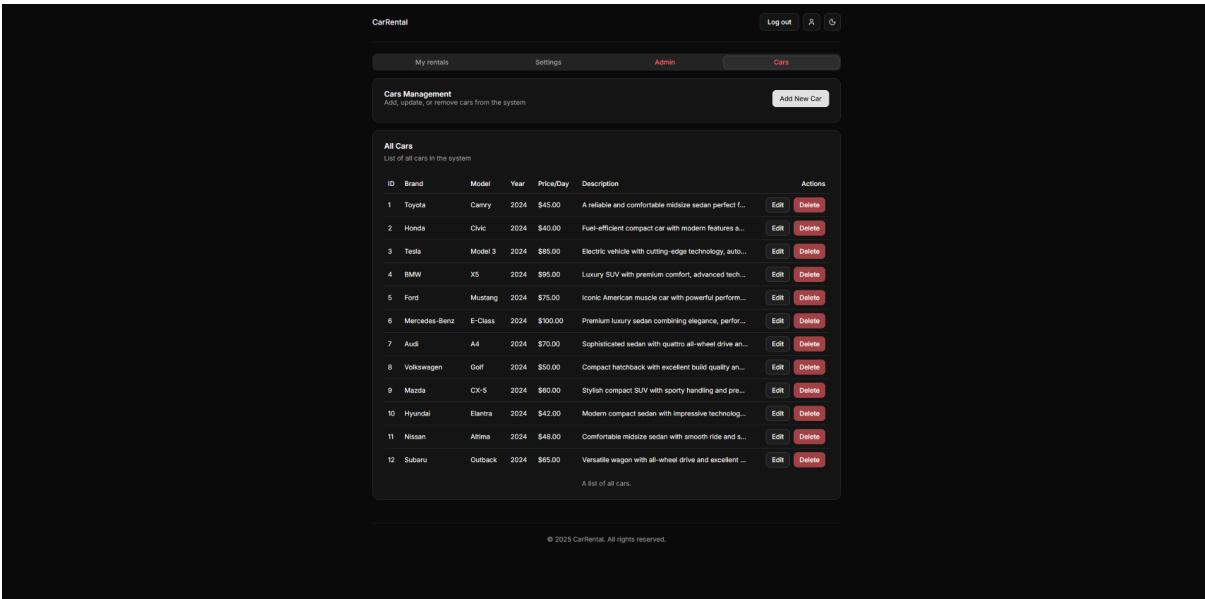 CarRental
Log out
My rentals Settings Admin Cars
Cars Management
Add, update, or remove cars from the system
Add New Car
All Cars
List of all cars in the system
ID Brand Model Year Price/Day Description Actions
1 Toyota Camry 2024 $45.00 A reliable and comfortable midsize sedan perfect f... Edit Delete
2 Honda Civic 2024 $40.00 Fuel-efficient compact car with modern features a... Edit Delete
3 Tesla Model 3 2024 $85.00 Electric vehicle with cutting-edge technology, auto... Edit Delete
4 BMW X5 2024 $95.00 Luxury SUV with premium comfort, advanced tech... Edit Delete
5 Ford Mustang 2024 $75.00 Iconic American muscle car with powerful perform... Edit Delete
6 Mercedes-Benz E-Class 2024 $100.00 Premium luxury sedan combining elegance, perfor... Edit Delete
7 Audi A4 2024 $70.00 Sophisticated sedan with quattro all-wheel drive an... Edit Delete
8 Volkswagen Golf 2024 $50.00 Compact hatchback with excellent build quality an... Edit Delete
9 Mazda CX-5 2024 $60.00 Stylish compact SUV with sporty handling and pre... Edit Delete
10 Hyundai Elantra 2024 $42.00 Modern compact sedan with impressive technolog... Edit Delete
11 Nissan Altima 2024 $48.00 Comfortable midsize sedan with smooth ride and s... Edit Delete
12 Subaru Outback 2024 $65.00 Versatile wagon with all-wheel drive and excellent ... Edit Delete
A list of all cars.
© 2025 CarRental. All rights reserved.